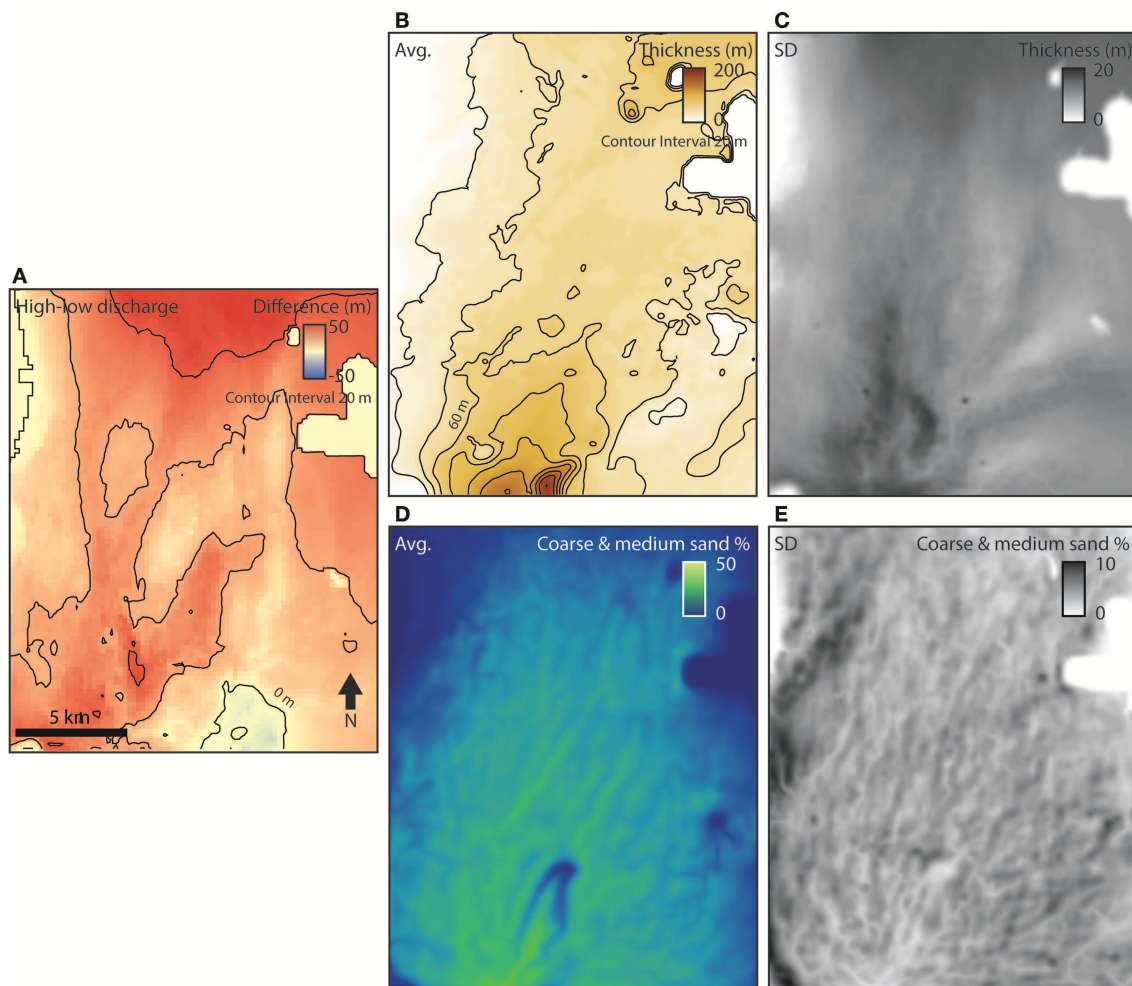 A
High-low discharge
Difference (m)
50
-50
Contour Interval 20 m
0 m
5 km
N
B
Avg.
Thickness (m)
200
0
Contour Interval 20 m
60 m
C
SD
Thickness (m)
20
0
D
Avg.
Coarse & medium sand %
50
0
E
SD
Coarse & medium sand %
10
0